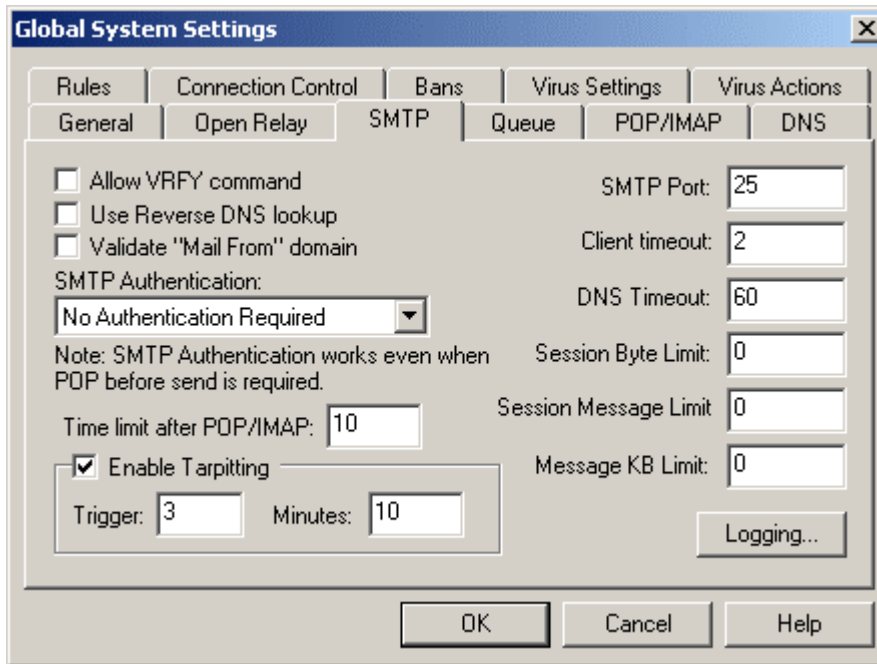 Global System Settings
Rules Connection Control Bans Virus Settings Virus Actions
General Open Relay SMTP Queue POP/IMAP DNS
Allow VRFY command
Use Reverse DNS lookup
Validate "Mail From" domain
SMTP Authentication:
No Authentication Required
Note: SMTP Authentication works even when
POP before send is required.
Time limit after POP/IMAP: 10
Enable Tarpitting
Trigger: 3 Minutes: 10
SMTP Port: 25
Client timeout: 2
DNS Timeout: 60
Session Byte Limit: 0
Session Message Limit 0
Message KB Limit: 0
Logging...
OK Cancel Help